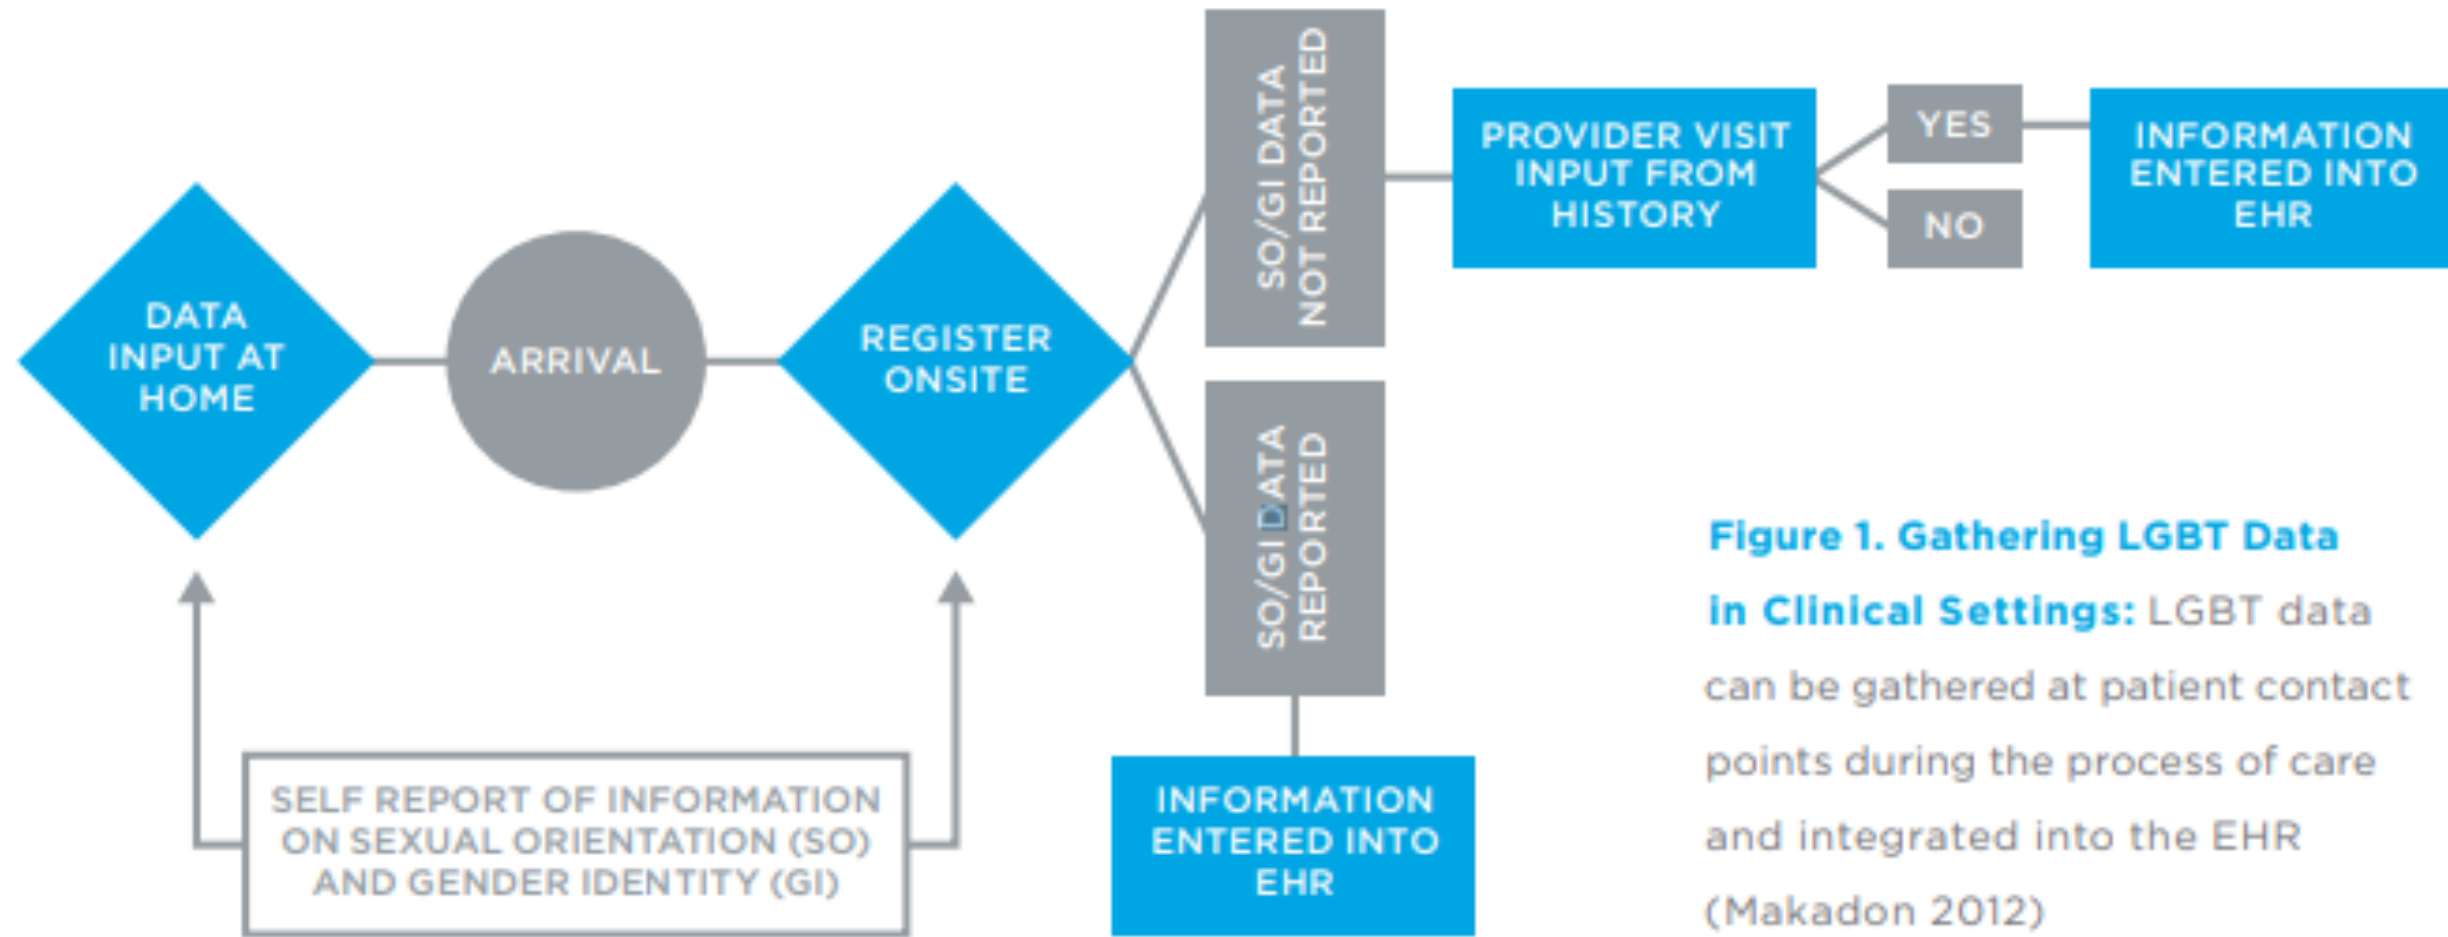 DATA
INPUT AT
HOME
ARRIVAL
REGISTER
ONSITE
SO/GI DATA
NOT REPORTED
PROVIDER VISIT
INPUT FROM
HISTORY
YES
NO
INFORMATION
ENTERED INTO
EHR
SO/GI DATA
REPORTED
INFORMATION
ENTERED INTO
EHR
SELF REPORT OF INFORMATION
ON SEXUAL ORIENTATION (SO)
AND GENDER IDENTITY (GI)
Figure 1. Gathering LGBT Data
in Clinical Settings: LGBT data
can be gathered at patient contact
points during the process of care
and integrated into the EHR
(Makadon 2012)